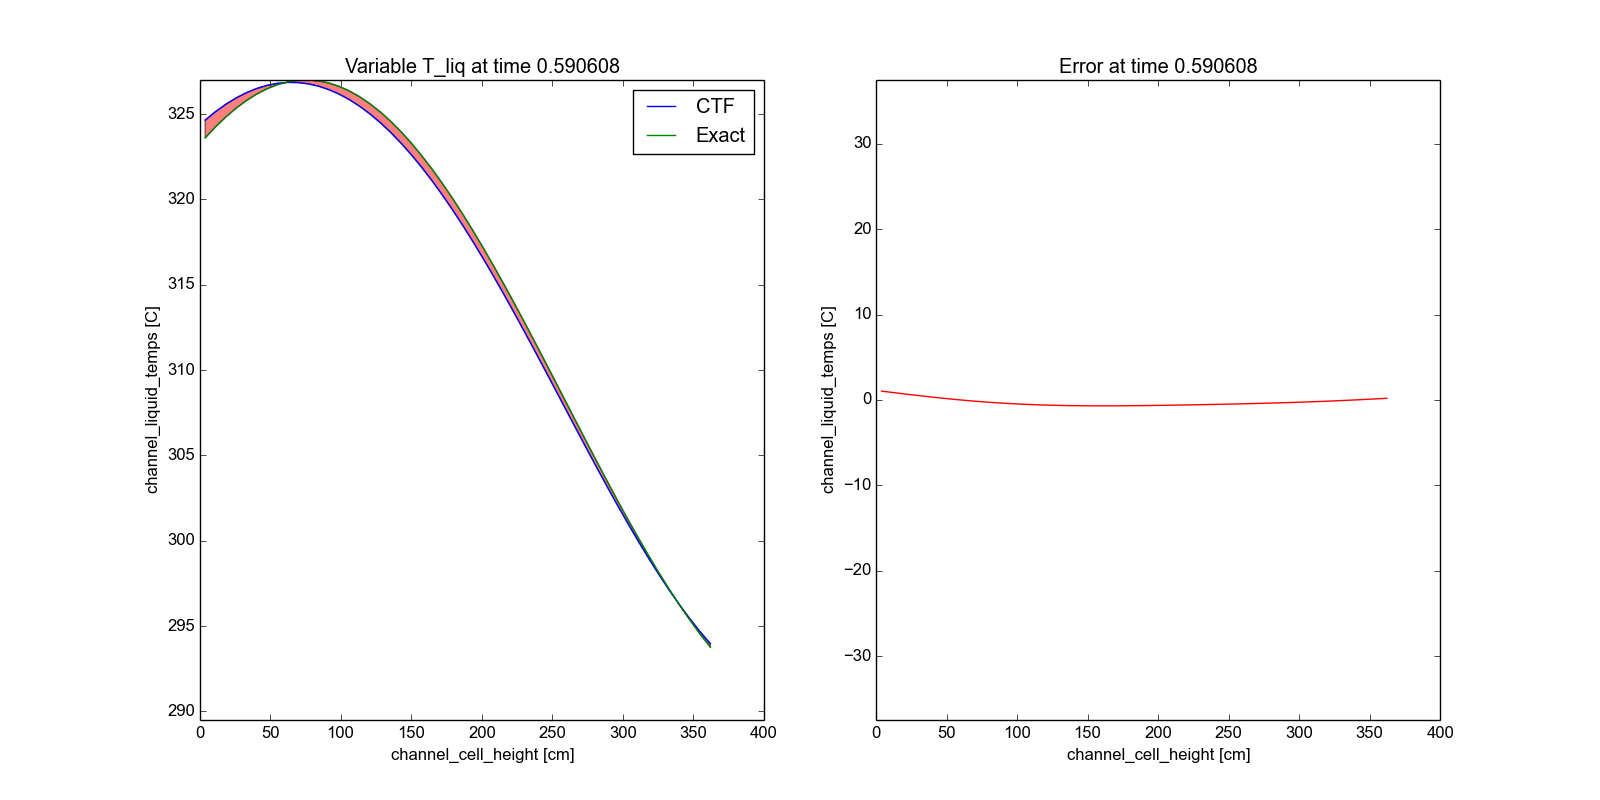 Variable T_liq at time 0.590608
CTF
Exact
325
320
315
310
305
300
295
290
0 50 100 150 200 250 300 350 400
channel_cell_height [cm]
channel_liquid_temps [C]
Error at time 0.590608
30
20
10
0
−10
−20
−30
0 50 100 150 200 250 300 350 400
channel_cell_height [cm]
channel_liquid_temps [C]